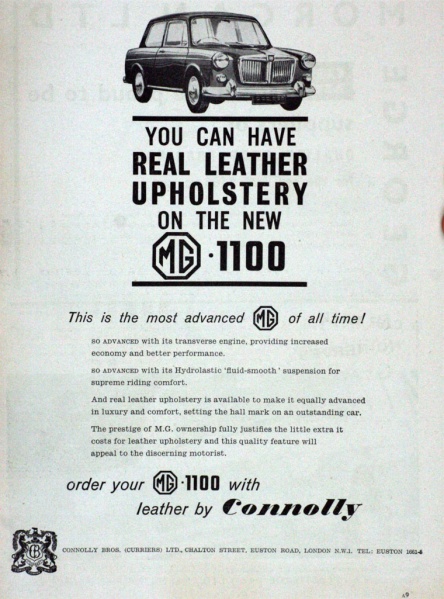 YOU CAN HAVE
REAL LEATHER
UPHOLSTERY
ON THE NEW
MG · 1100
This is the most advanced MG of all time!
SO ADVANCED with its transverse engine, providing increased
economy and better performance.
SO ADVANCED with its Hydrolastic 'fluid-smooth' suspension for
supreme riding comfort.
And real leather upholstery is available to make it equally advanced
in luxury and comfort, setting the hall mark on an outstanding car.
The prestige of M.G. ownership fully justifies the little extra it
costs for leather upholstery and this quality feature will
appeal to the discerning motorist.
order your MG · 1100 with
leather by Connolly
CB
CONNOLLY BROS. (CURRIERS) LTD., CHALTON STREET, EUSTON ROAD, LONDON N.W.1. TEL: EUSTON 1661-5